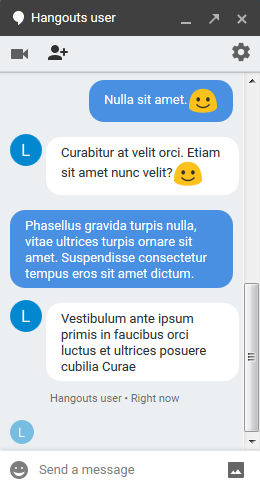 Hangouts user
Nulla sit amet.
L
Curabitur at velit orci. Etiam
sit amet nunc velit?
Phasellus gravida turpis nulla,
vitae ultrices turpis ornare sit
amet. Suspendisse consectetur
tempus eros sit amet dictum.
L
Vestibulum ante ipsum
primis in faucibus orci
luctus et ultrices posuere
cubilia Curae
Hangouts user • Right now
L
Send a message